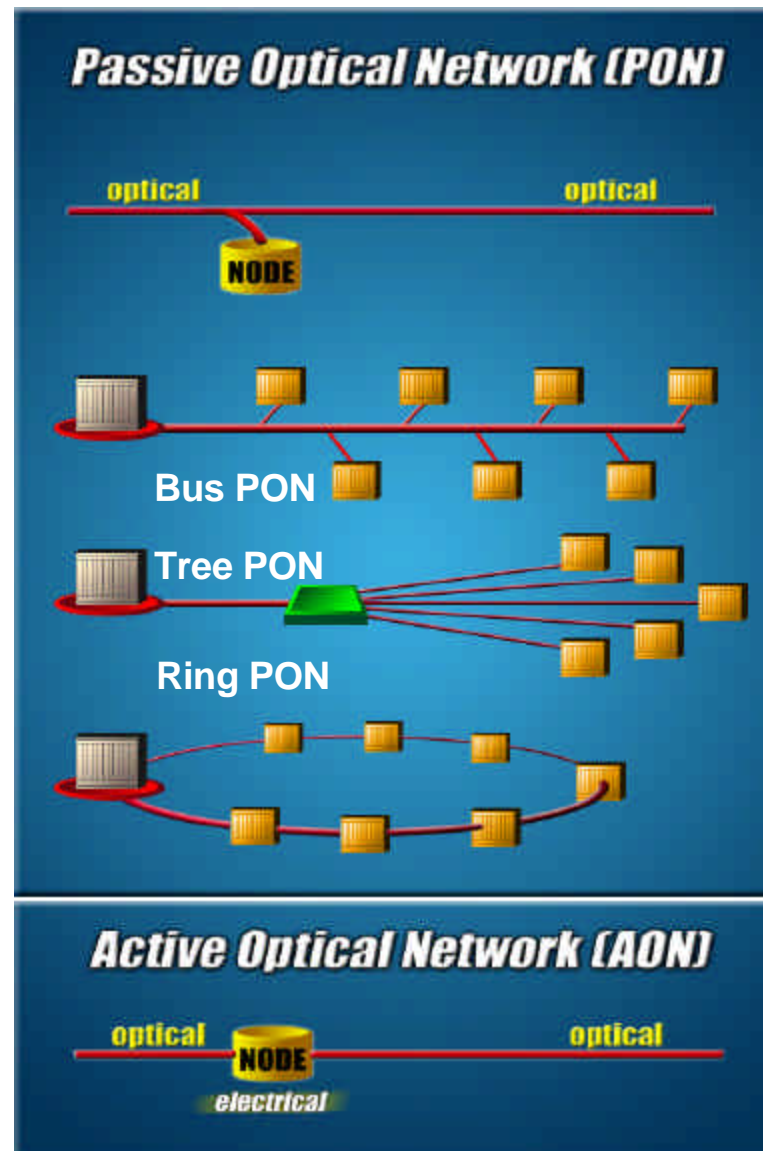 Passive Optical Network (PON)
optical optical
NODE
Bus PON
Tree PON
Ring PON
Active Optical Network (AON)
optical optical
NODE
electrical